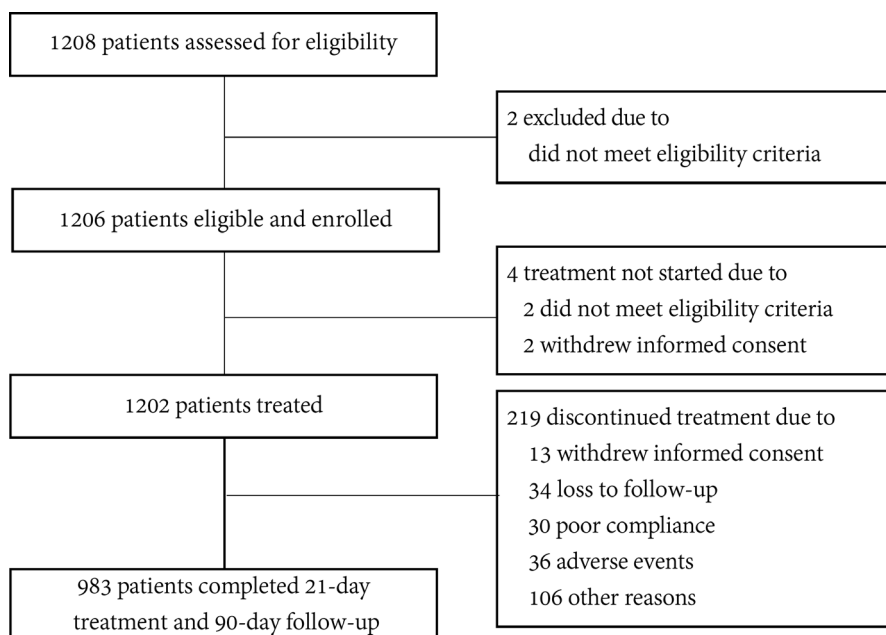 1208 patients assessed for eligibility
2 excluded due to
did not meet eligibility criteria
1206 patients eligible and enrolled
4 treatment not started due to
2 did not meet eligibility criteria
2 withdrew informed consent
1202 patients treated
219 discontinued treatment due to
13 withdrew informed consent
34 loss to follow-up
30 poor compliance
36 adverse events
106 other reasons
983 patients completed 21-day
treatment and 90-day follow-up